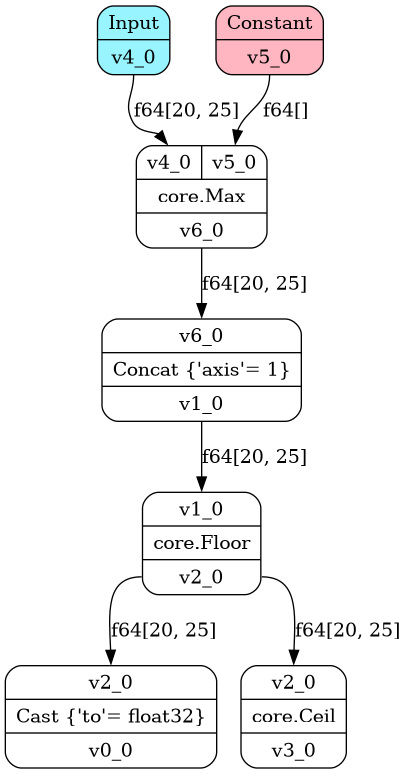 Input
v4_0
Constant
v5_0
f64[20, 25]
f64[]
v4_0
v5_0
core.Max
v6_0
f64[20, 25]
v6_0
Concat {'axis'= 1}
v1_0
f64[20, 25]
v1_0
core.Floor
v2_0
f64[20, 25]
f64[20, 25]
v2_0
Cast {'to'= float32}
v0_0
v2_0
core.Ceil
v3_0